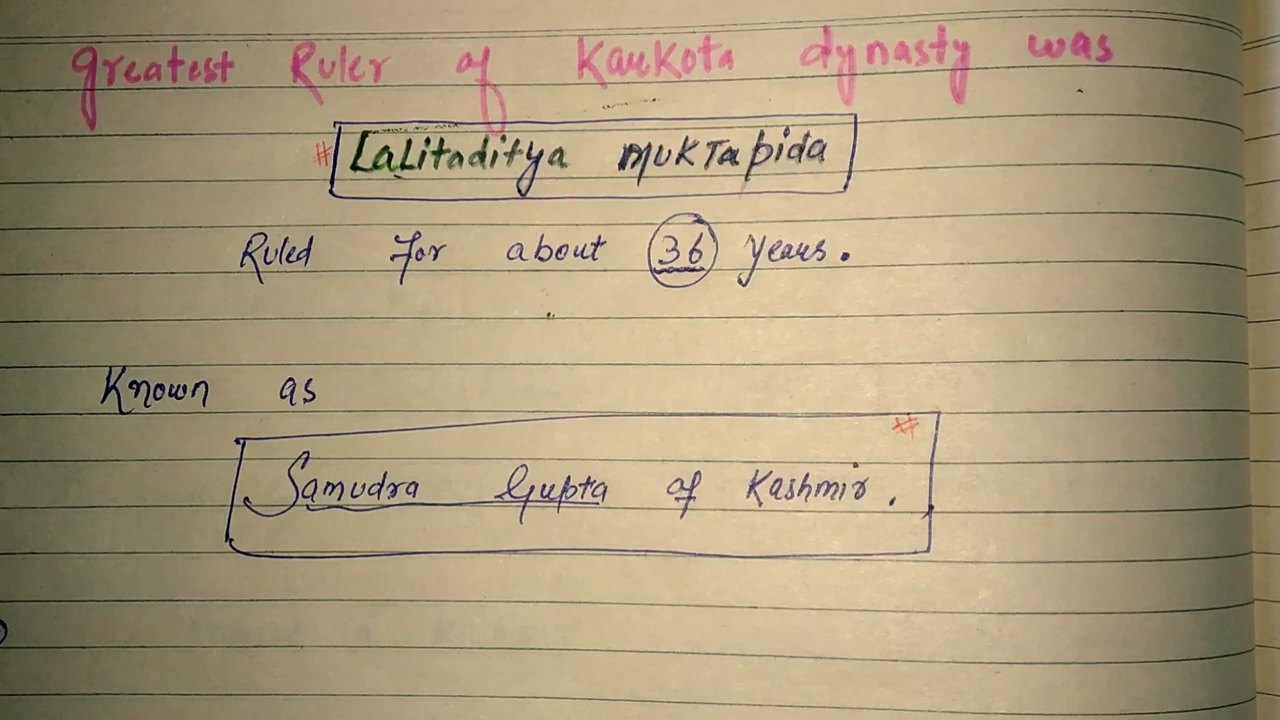 greatest Ruler of Karkota dynasty was
# Lalitaditya muktapida
Ruled for about 36 years.
Known as
#
Samudra Gupta of Kashmir.